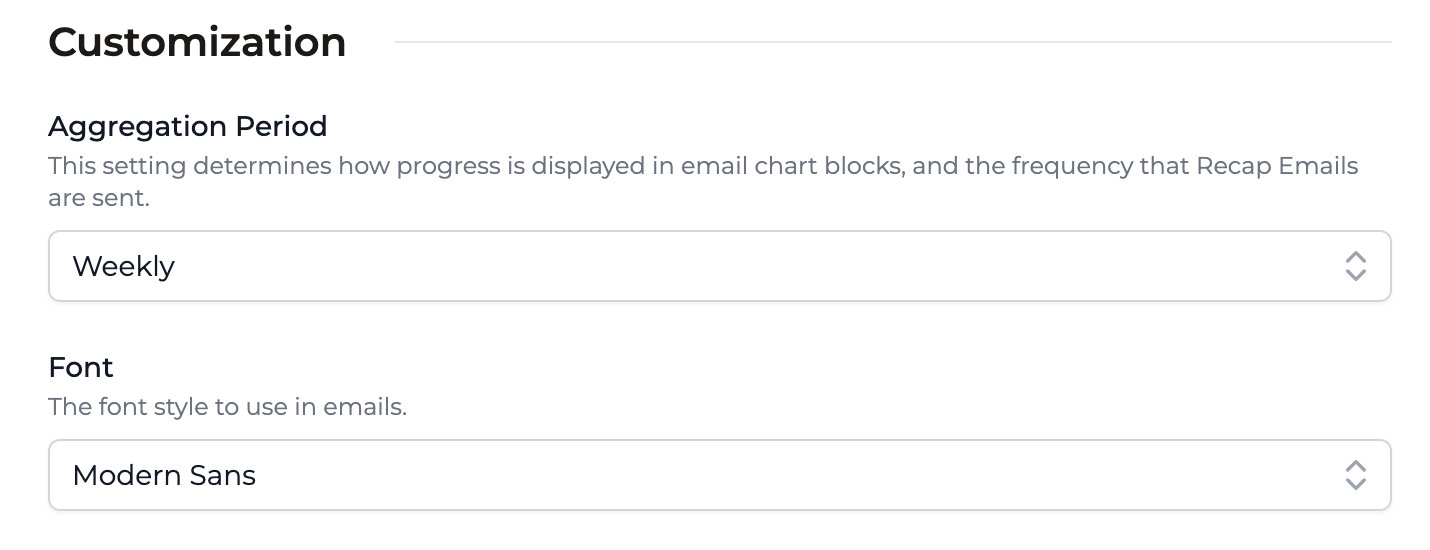 Customization
Aggregation Period
This setting determines how progress is displayed in email chart blocks, and the frequency that Recap Emails
are sent.
Weekly
Font
The font style to use in emails.
Modern Sans